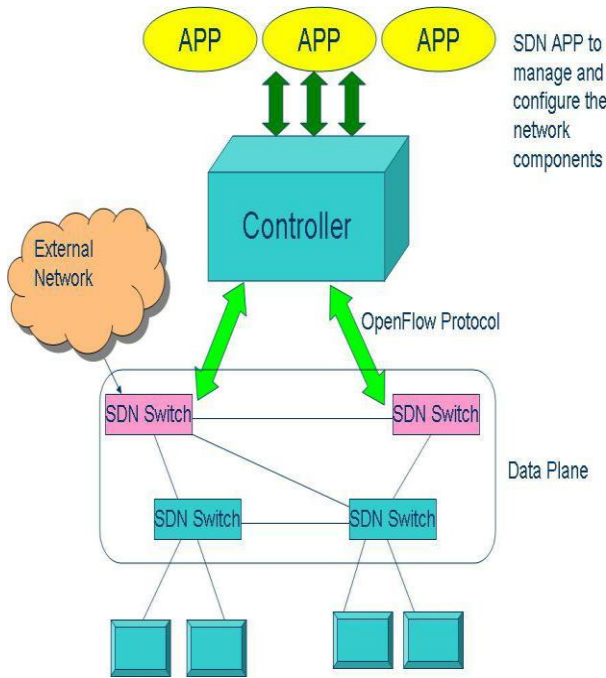 APP
APP
APP
SDN APP to
manage and
configure the
network
components
Controller
External
Network
OpenFlow Protocol
SDN Switch
SDN Switch
Data Plane
SDN Switch
SDN Switch